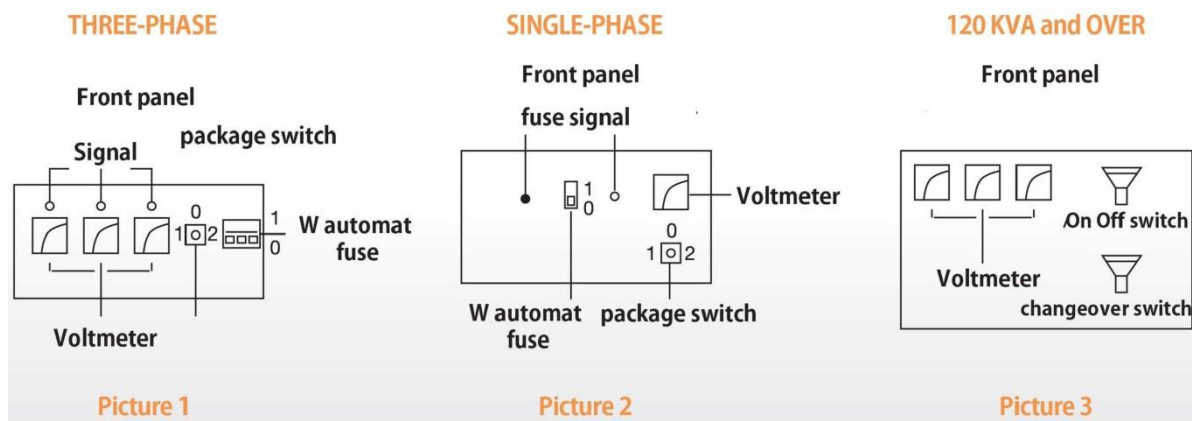 THREE-PHASE
Front panel
Signal
package switch
0
1 2
1
0
W automat
fuse
Voltmeter
Picture 1
SINGLE-PHASE
Front panel
fuse signal
1
0
Voltmeter
0
1 2
W automat
fuse
package switch
Picture 2
120 KVA and OVER
Front panel
On Off switch
Voltmeter
changeover switch
Picture 3